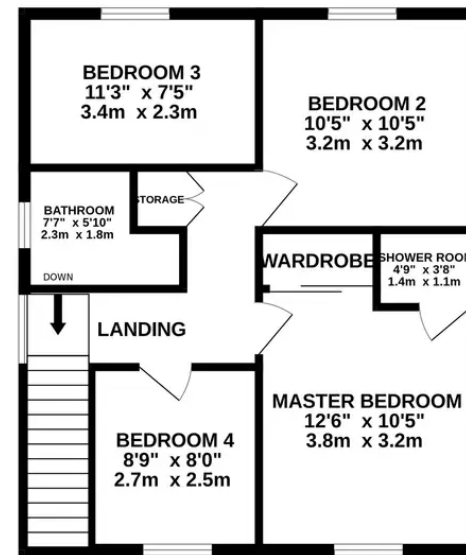 BEDROOM 3
11'3" x 7'5"
3.4m x 2.3m
BEDROOM 2
10'5" x 10'5"
3.2m x 3.2m
STORAGE
BATHROOM
7'7" x 5'10"
2.3m x 1.8m
DOWN
WARDROBE
SHOWER ROOM
4'9" x 3'8"
1.4m x 1.1m
LANDING
MASTER BEDROOM
12'6" x 10'5"
3.8m x 3.2m
BEDROOM 4
8'9" x 8'0"
2.7m x 2.5m